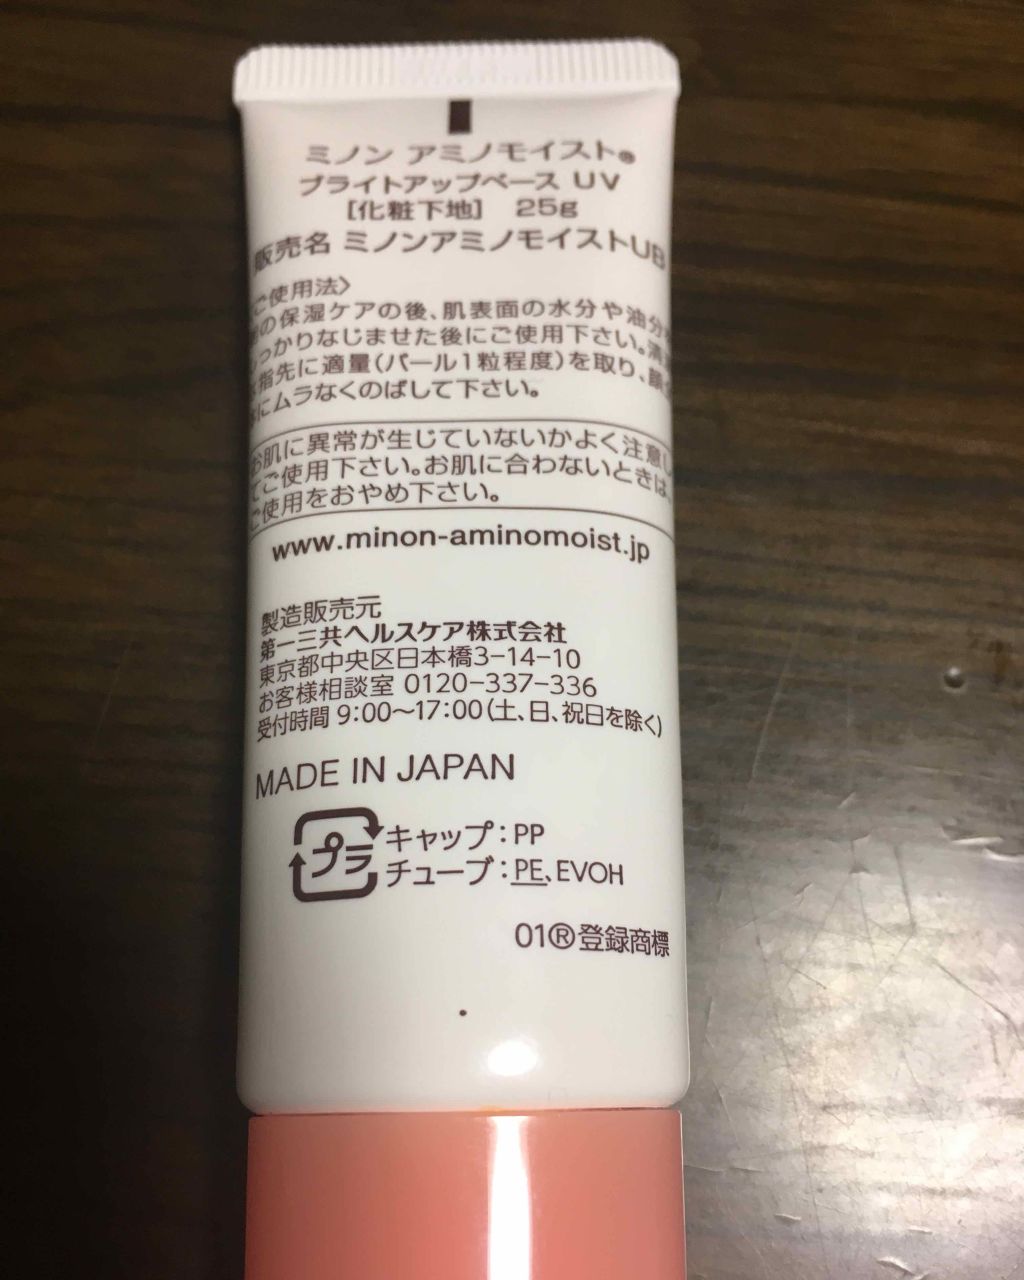 ミノン アミノモイスト®
ブライトアップベース UV
[化粧下地] 25g
販売名 ミノンアミノモイストUB
ご使用法〉
の保湿ケアの後、肌表面の水分や油分
っかりなじませた後にご使用下さい。清
指先に適量(パール1粒程度)を取り、顔
にムラなくのばして下さい。
お肌に異常が生じていないかよく注意し
てご使用下さい。お肌に合わないときは、
ご使用をおやめ下さい。
www.minon-aminomoist.jp
製造販売元
第一三共ヘルスケア株式会社
東京都中央区日本橋3-14-10
お客様相談室 0120-337-336
受付時間 9:00〜17:00(土、日、祝日を除く)
MADE IN JAPAN
プラ
キャップ:PP
チューブ:PE、EVOH
01®登録商標